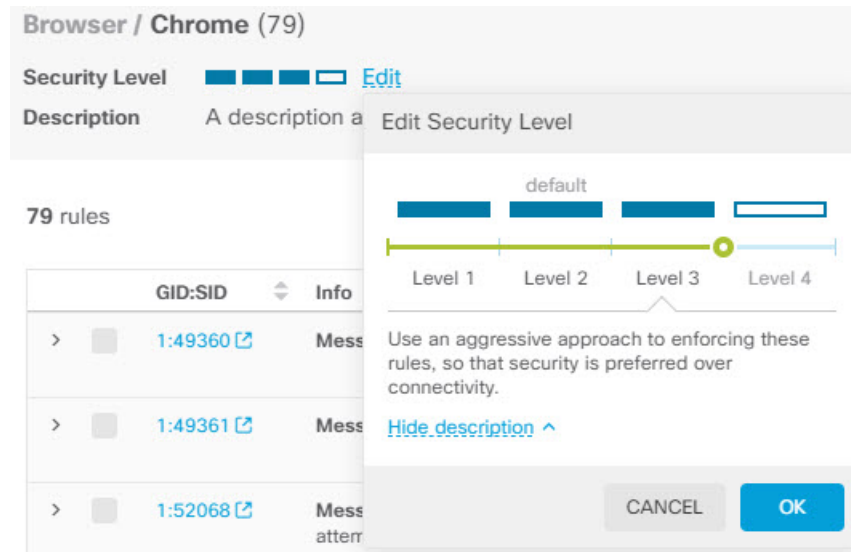 Browser / Chrome (79)
Security Level Edit
Description A description a
Edit Security Level
default
Level 1 Level 2 Level 3 Level 4
Use an aggressive approach to enforcing these
rules, so that security is preferred over
connectivity.
Hide description
CANCEL OK
79 rules
GID:SID Info
1:49360 Mess
1:49361 Mess
1:52068 Mess
attem